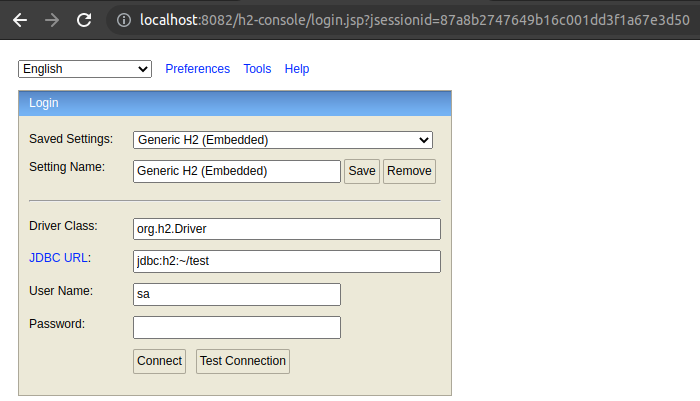 localhost:8082/h2-console/login.jsp?jsessionid=87a8b2747649b16c001dd3f1a67e3d50
English Preferences Tools Help
Login
Saved Settings: Generic H2 (Embedded)
Setting Name: Generic H2 (Embedded) Save Remove
Driver Class: org.h2.Driver
JDBC URL: jdbc:h2:~/test
User Name: sa
Password:
Connect Test Connection